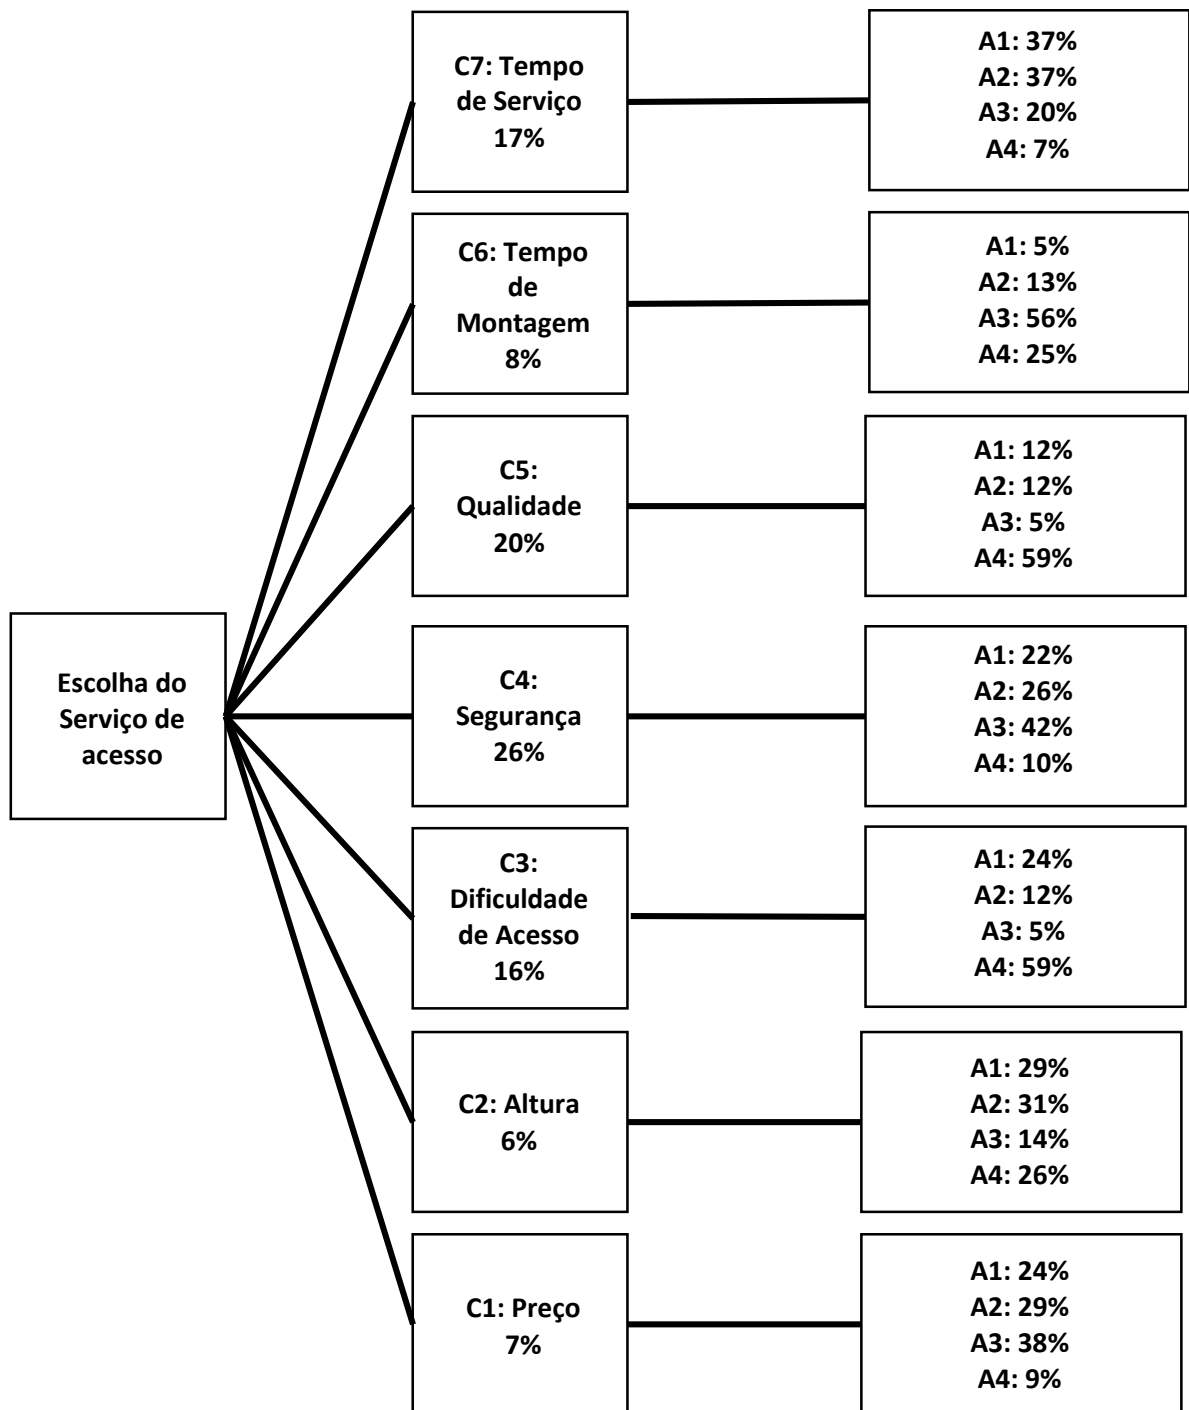 Escolha do
Serviço de
acesso
C7: Tempo
de Serviço
17%
A1: 37%
A2: 37%
A3: 20%
A4: 7%
C6: Tempo
de
Montagem
8%
A1: 5%
A2: 13%
A3: 56%
A4: 25%
C5:
Qualidade
20%
A1: 12%
A2: 12%
A3: 5%
A4: 59%
C4:
Segurança
26%
A1: 22%
A2: 26%
A3: 42%
A4: 10%
C3:
Dificuldade
de Acesso
16%
A1: 24%
A2: 12%
A3: 5%
A4: 59%
C2: Altura
6%
A1: 29%
A2: 31%
A3: 14%
A4: 26%
C1: Preço
7%
A1: 24%
A2: 29%
A3: 38%
A4: 9%